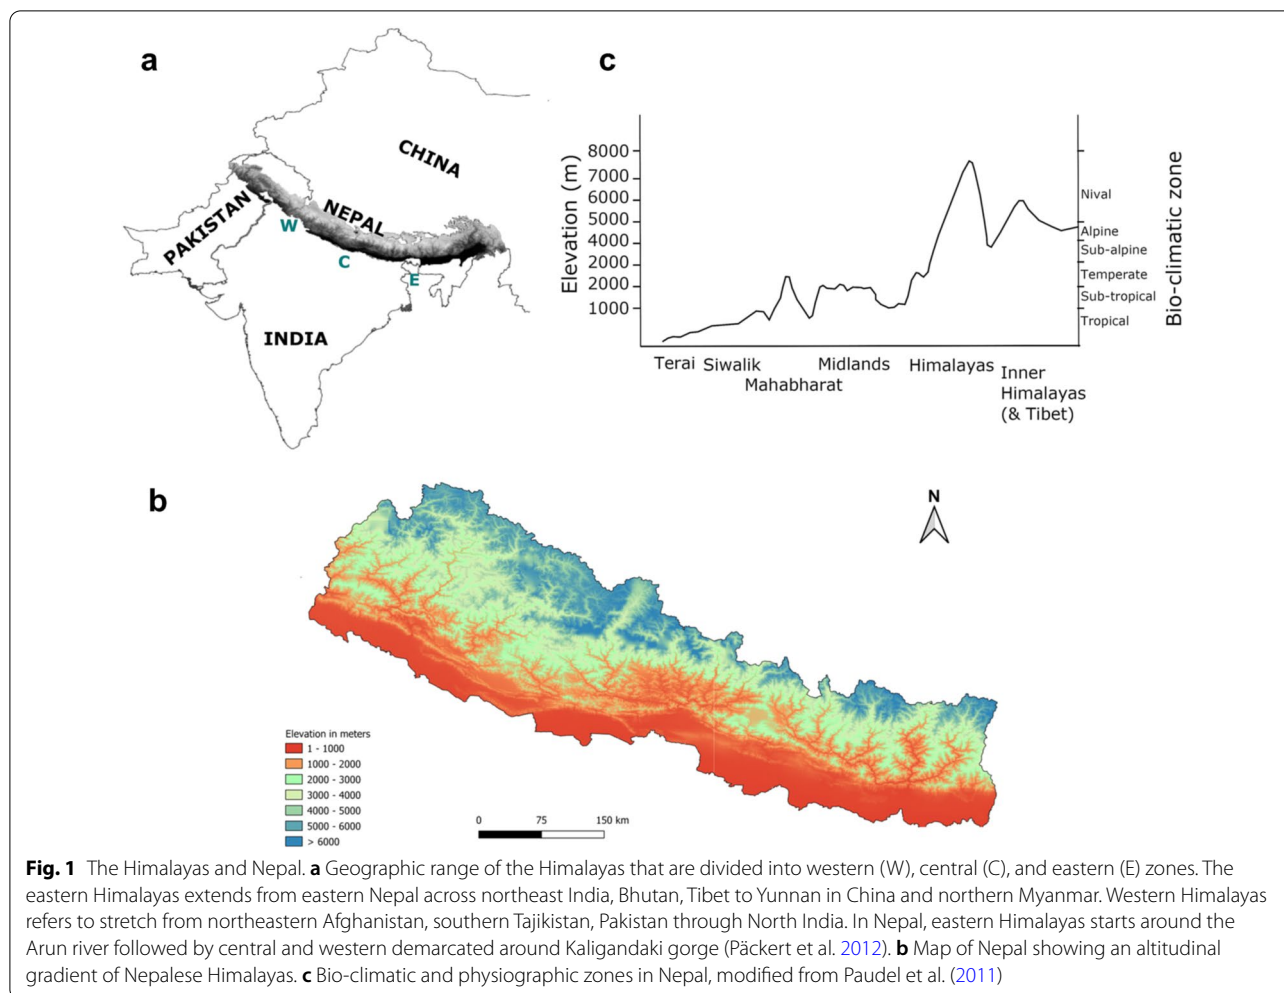 a
CHINA
NEPAL
PAKISTAN
W
C
E
INDIA
c
Elevation (m)
8000
7000
6000
5000
4000
3000
2000
2000
1000
Nival
Alpine
Sub-alpine
Temperate
Sub-tropical
Tropical
Bio-climatic zone
Terai
Siwalik
Mahabharat
Midlands
Himalayas
Inner
Himalayas
(& Tibet)
b
N
Elevation in meters
1 - 1000
1000 - 2000
2000 - 3000
3000 - 4000
4000 - 5000
5000 - 6000
> 6000
0
75
150 km
Fig. 1 The Himalayas and Nepal. a Geographic range of the Himalayas that are divided into western (W), central (C), and eastern (E) zones. The
eastern Himalayas extends from eastern Nepal across northeast India, Bhutan, Tibet to Yunnan in China and northern Myanmar. Western Himalayas
refers to stretch from northeastern Afghanistan, southern Tajikistan, Pakistan through North India. In Nepal, eastern Himalayas starts around the
Arun river followed by central and western demarcated around Kaligandaki gorge (Päckert et al. 2012). b Map of Nepal showing an altitudinal
gradient of Nepalese Himalayas. c Bio-climatic and physiographic zones in Nepal, modified from Paudel et al. (2011)